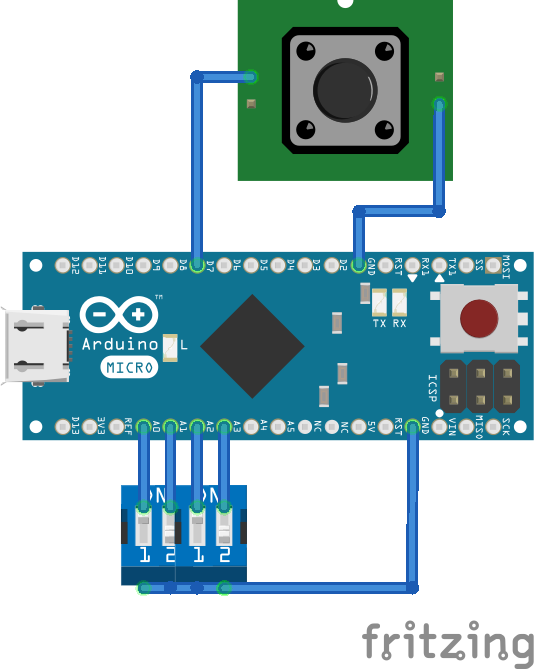 D12 D11 D10 D9 D8 D7 D6 D5 D4 D3 D2 GND RST RX1 TX1 SS MOSI
™
Arduino
MICRO
L
TX RX
ICSP
D13 3V3 REF A0 A1 A2 A3 A4 A5 NC NC 5V RST GND VIN MISO SCK
ON ON
1 2 1 2
fritzing